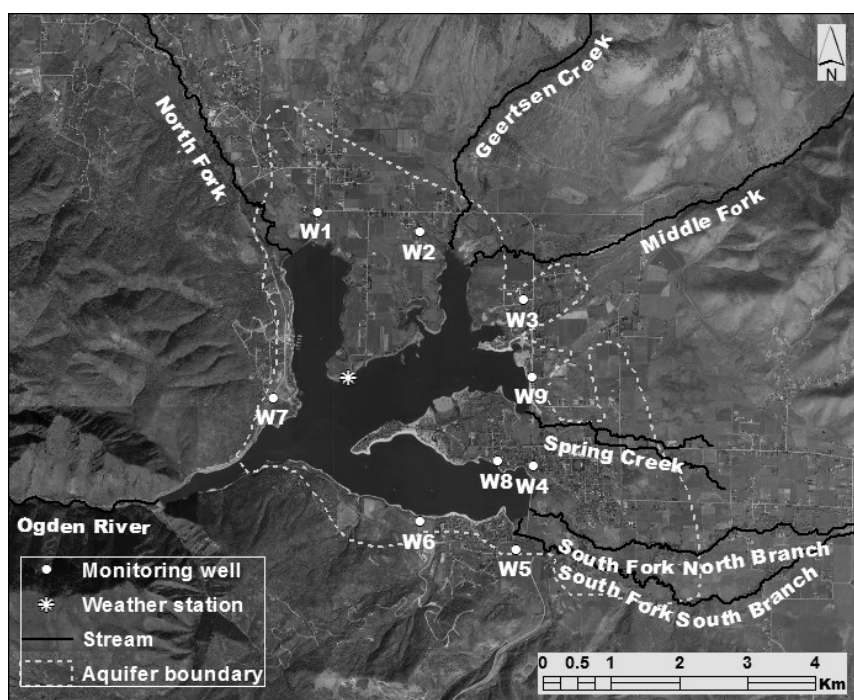 Geertsen Creek
N
North Fork
Middle Fork
W1
W2
W3
W7
W9
Spring Creek
W8
W4
Ogden River
W6
South Fork North Branch
W5
South Fork South Branch
Monitoring well
Weather station
Stream
Aquifer boundary
0 0.5 1 2 3 4
Km